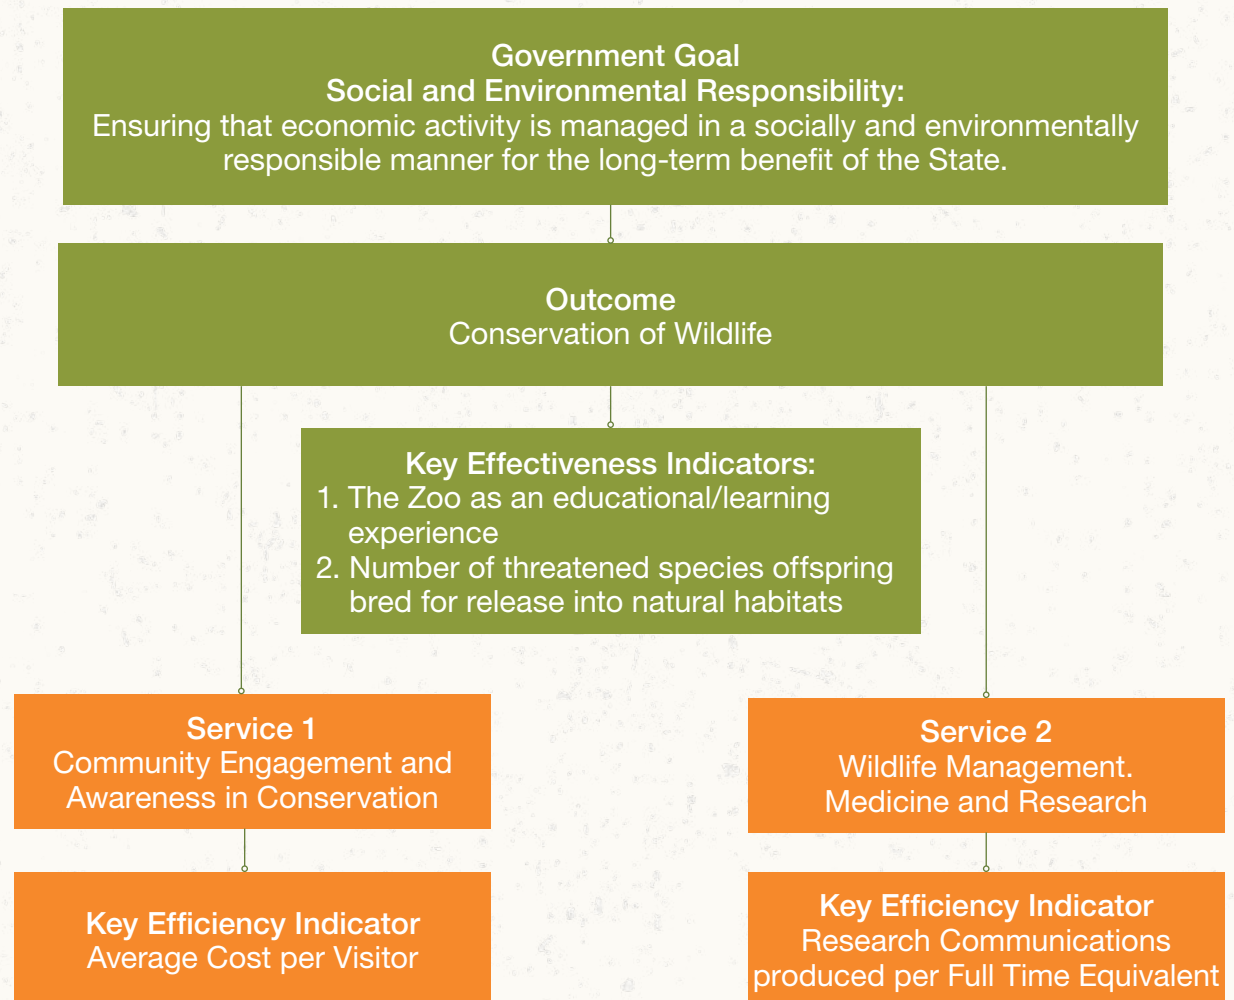 Government Goal
Social and Environmental Responsibility:
Ensuring that economic activity is managed in a socially and environmentally
responsible manner for the long-term benefit of the State.
Outcome
Conservation of Wildlife
Key Effectiveness Indicators:
1. The Zoo as an educational/learning
experience
2. Number of threatened species offspring
bred for release into natural habitats
Service 1
Community Engagement and
Awareness in Conservation
Service 2
Wildlife Management.
Medicine and Research
Key Efficiency Indicator
Average Cost per Visitor
Key Efficiency Indicator
Research Communications
produced per Full Time Equivalent